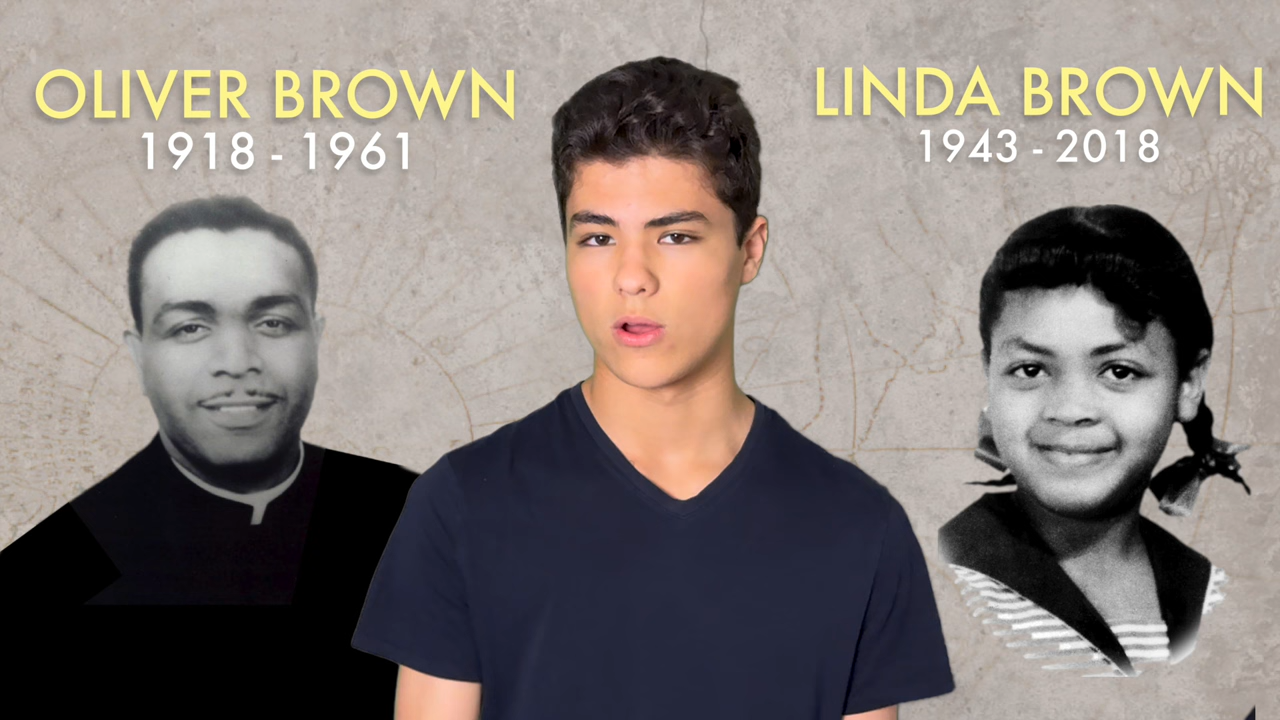 OLIVER BROWN
1918 - 1961
LINDA BROWN
1943 - 2018